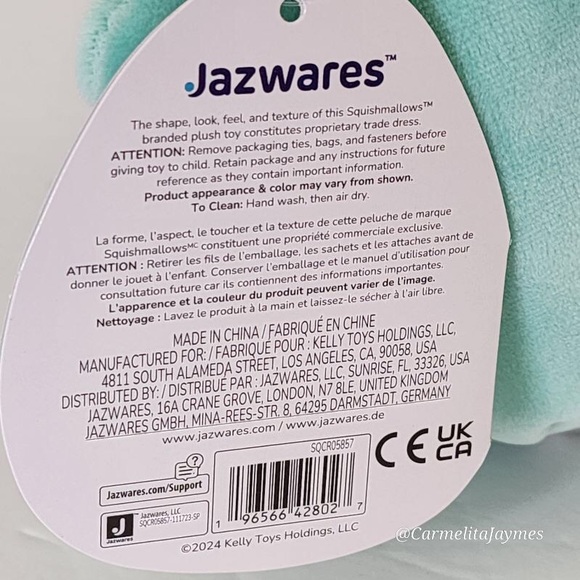 Jazwares™
The shape, look, feel, and texture of this Squishmallows™
branded plush toy constitutes proprietary trade dress.
ATTENTION: Remove packaging ties, bags, and fasteners before
giving toy to child. Retain package and any instructions for future
reference as they contain important information.
Product appearance & color may vary from shown.
To Clean: Hand wash, then air dry.
La forme, l'aspect, le toucher et la texture de cette peluche de marque
Squishmallowsᴹᶜ constituent une propriété commerciale exclusive.
ATTENTION : Retirer les fils de l'emballage, les sachets et les attaches avant de
donner le jouet à l'enfant. Conserver l'emballage et le manuel d'utilisation pour
consultation future car ils contiennent des informations importantes.
L'apparence et la couleur du produit peuvent varier de l'image.
Nettoyage : Lavez le produit à la main et laissez-le sécher à l'air libre.
MADE IN CHINA / FABRIQUÉ EN CHINE
MANUFACTURED FOR: / FABRIQUÉ POUR : KELLY TOYS HOLDINGS, LLC,
4811 SOUTH ALAMEDA STREET, LOS ANGELES, CA, 90058, USA
DISTRIBUTED BY: / DISTRIBUÉ PAR : JAZWARES, LLC, SUNRISE, FL, 33326, USA
JAZWARES, 16A CRANE GROVE, LONDON, N7 8LE, UNITED KINGDOM
JAZWARES GMBH, MINA-REES-STR. 8, 64295 DARMSTADT, GERMANY
www.jazwares.com / www.jazwares.de
SQCR05857
CE UK
CA
?
Jazwares.com/Support
J
Jazwares
Jazwares, LLC
SQCR05857-111723-SP
1 96566 42802 7
©2024 Kelly Toys Holdings, LLC
@CarmelitaJaymes